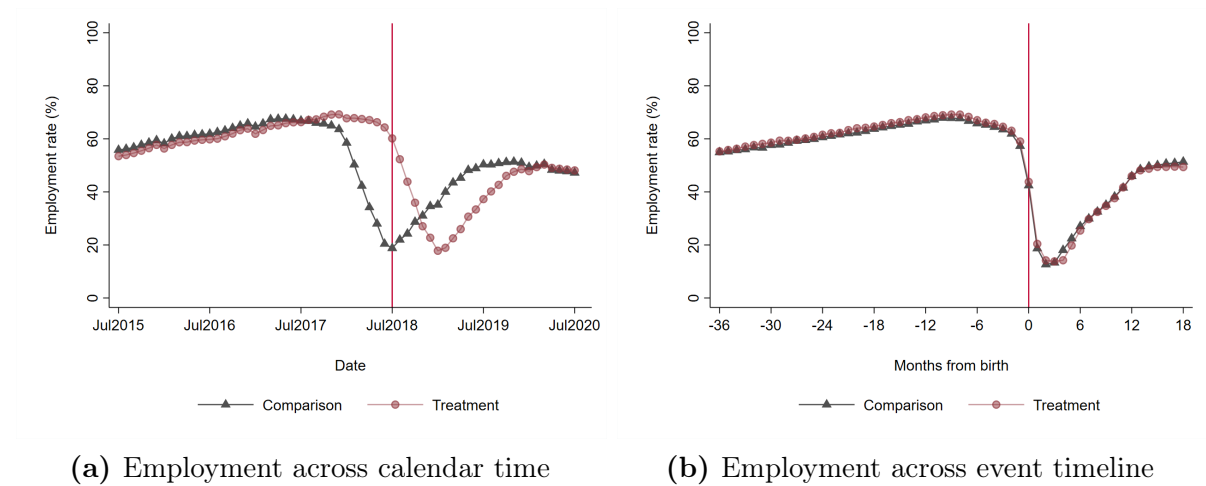 100
80
60
40
20
0
Employment rate (%)
Jul2015 Jul2016 Jul2017 Jul2018 Jul2019 Jul2020
Date
Comparison Treatment
(a) Employment across calendar time
100
80
60
40
20
0
Employment rate (%)
-36 -30 -24 -18 -12 -6 0 6 12 18
Months from birth
Comparison Treatment
(b) Employment across event timeline